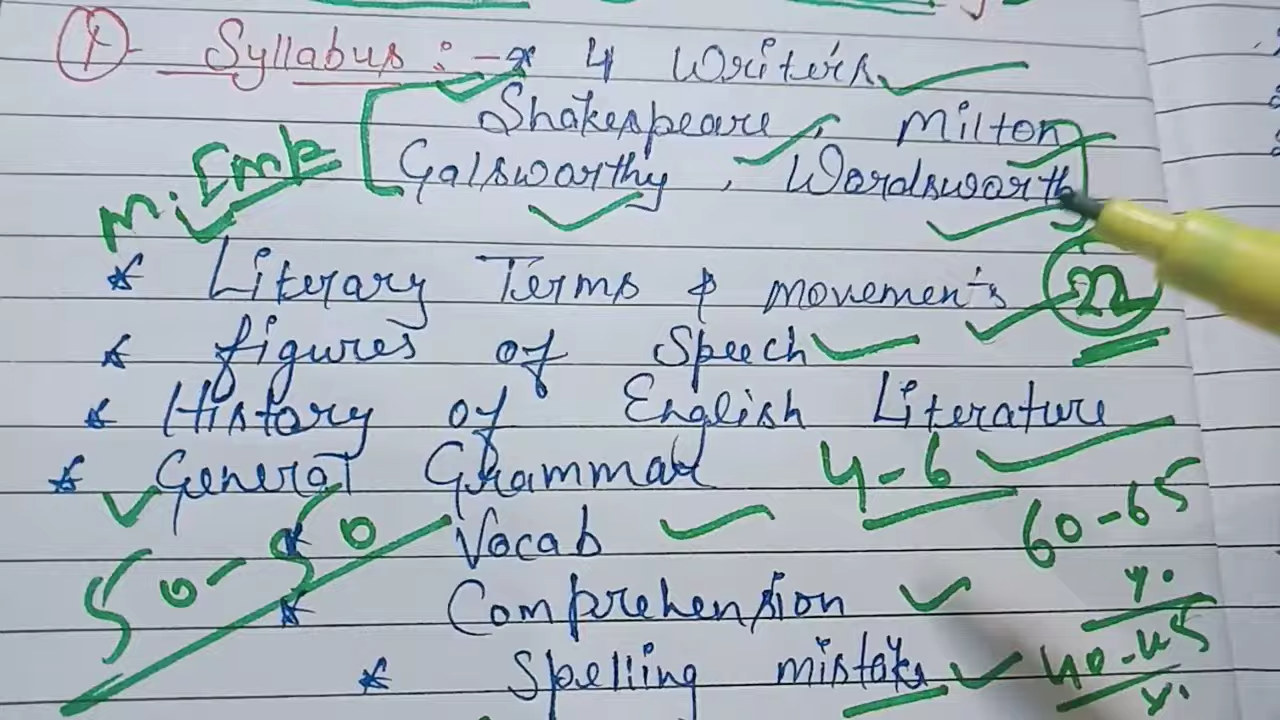 (1)- Syllabus :- * 4 Writers
Shakespeare, Milton
M. Imp Galsworthy, Wordsworth
* Literary Terms & movements
* figures of Speech
* History of English Literature
* General Grammar 4-6
* Vocab 60-65
50-50
* Comprehension %
* Spelling mistake 40-45
%